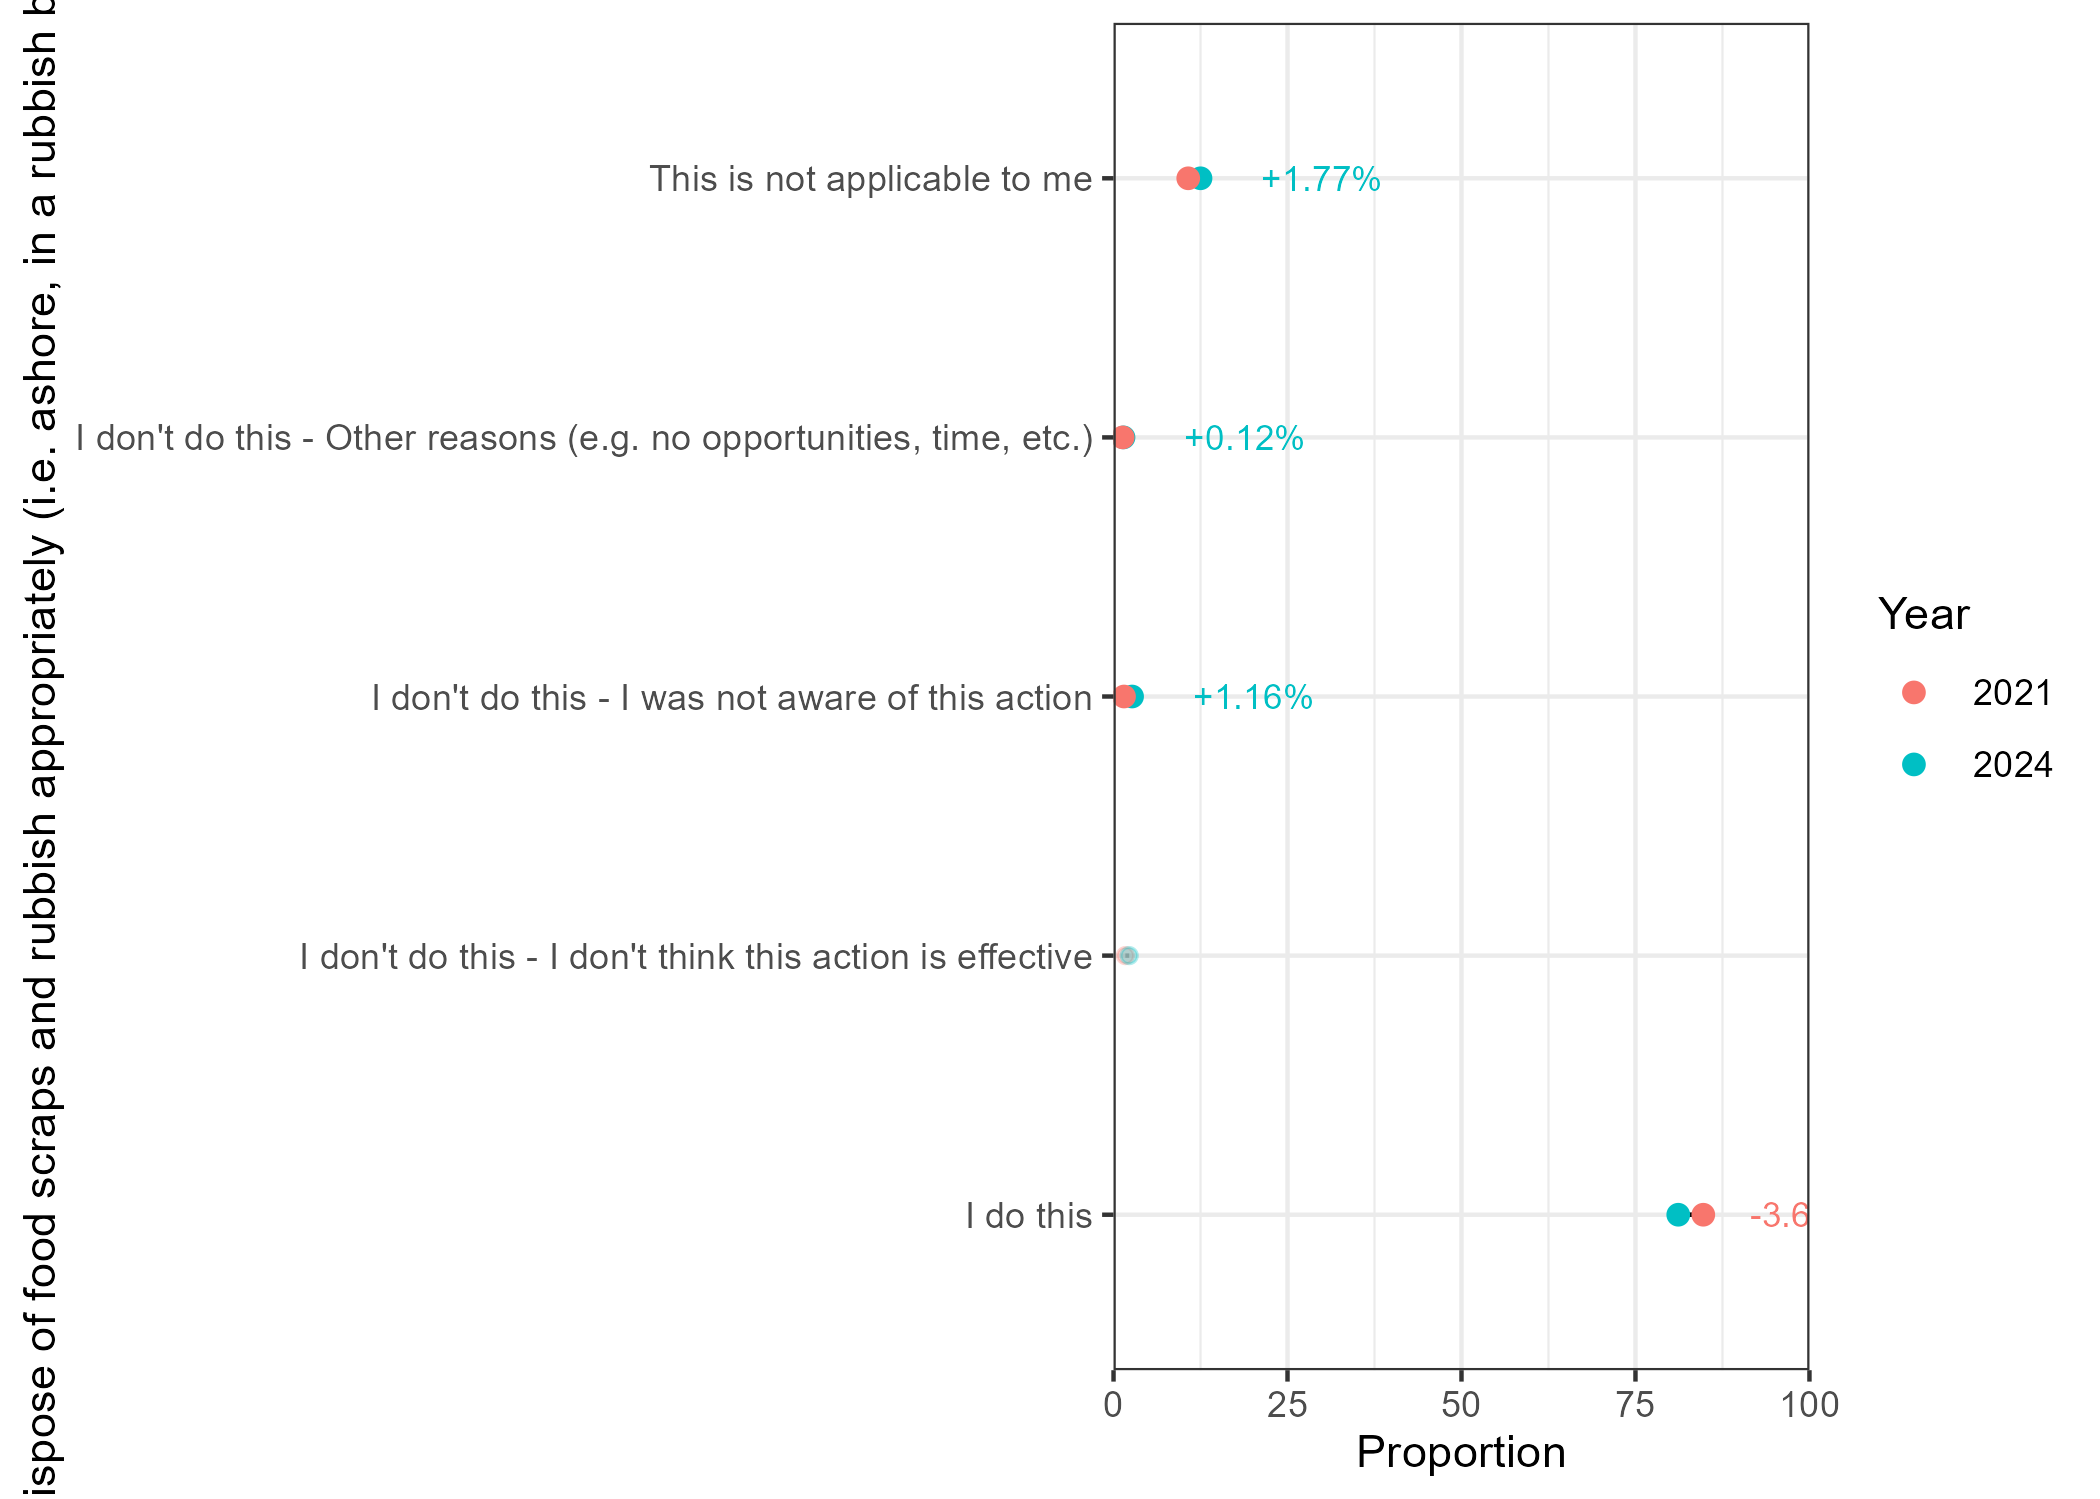 ispose of food scraps and rubbish appropriately (i.e. ashore, in a rubbish b
This is not applicable to me
+1.77%
I don't do this - Other reasons (e.g. no opportunities, time, etc.)
+0.12%
I don't do this - I was not aware of this action
+1.16%
I don't do this - I don't think this action is effective
I do this
-3.6
0 25 50 75 100
Proportion
Year
2021
2024